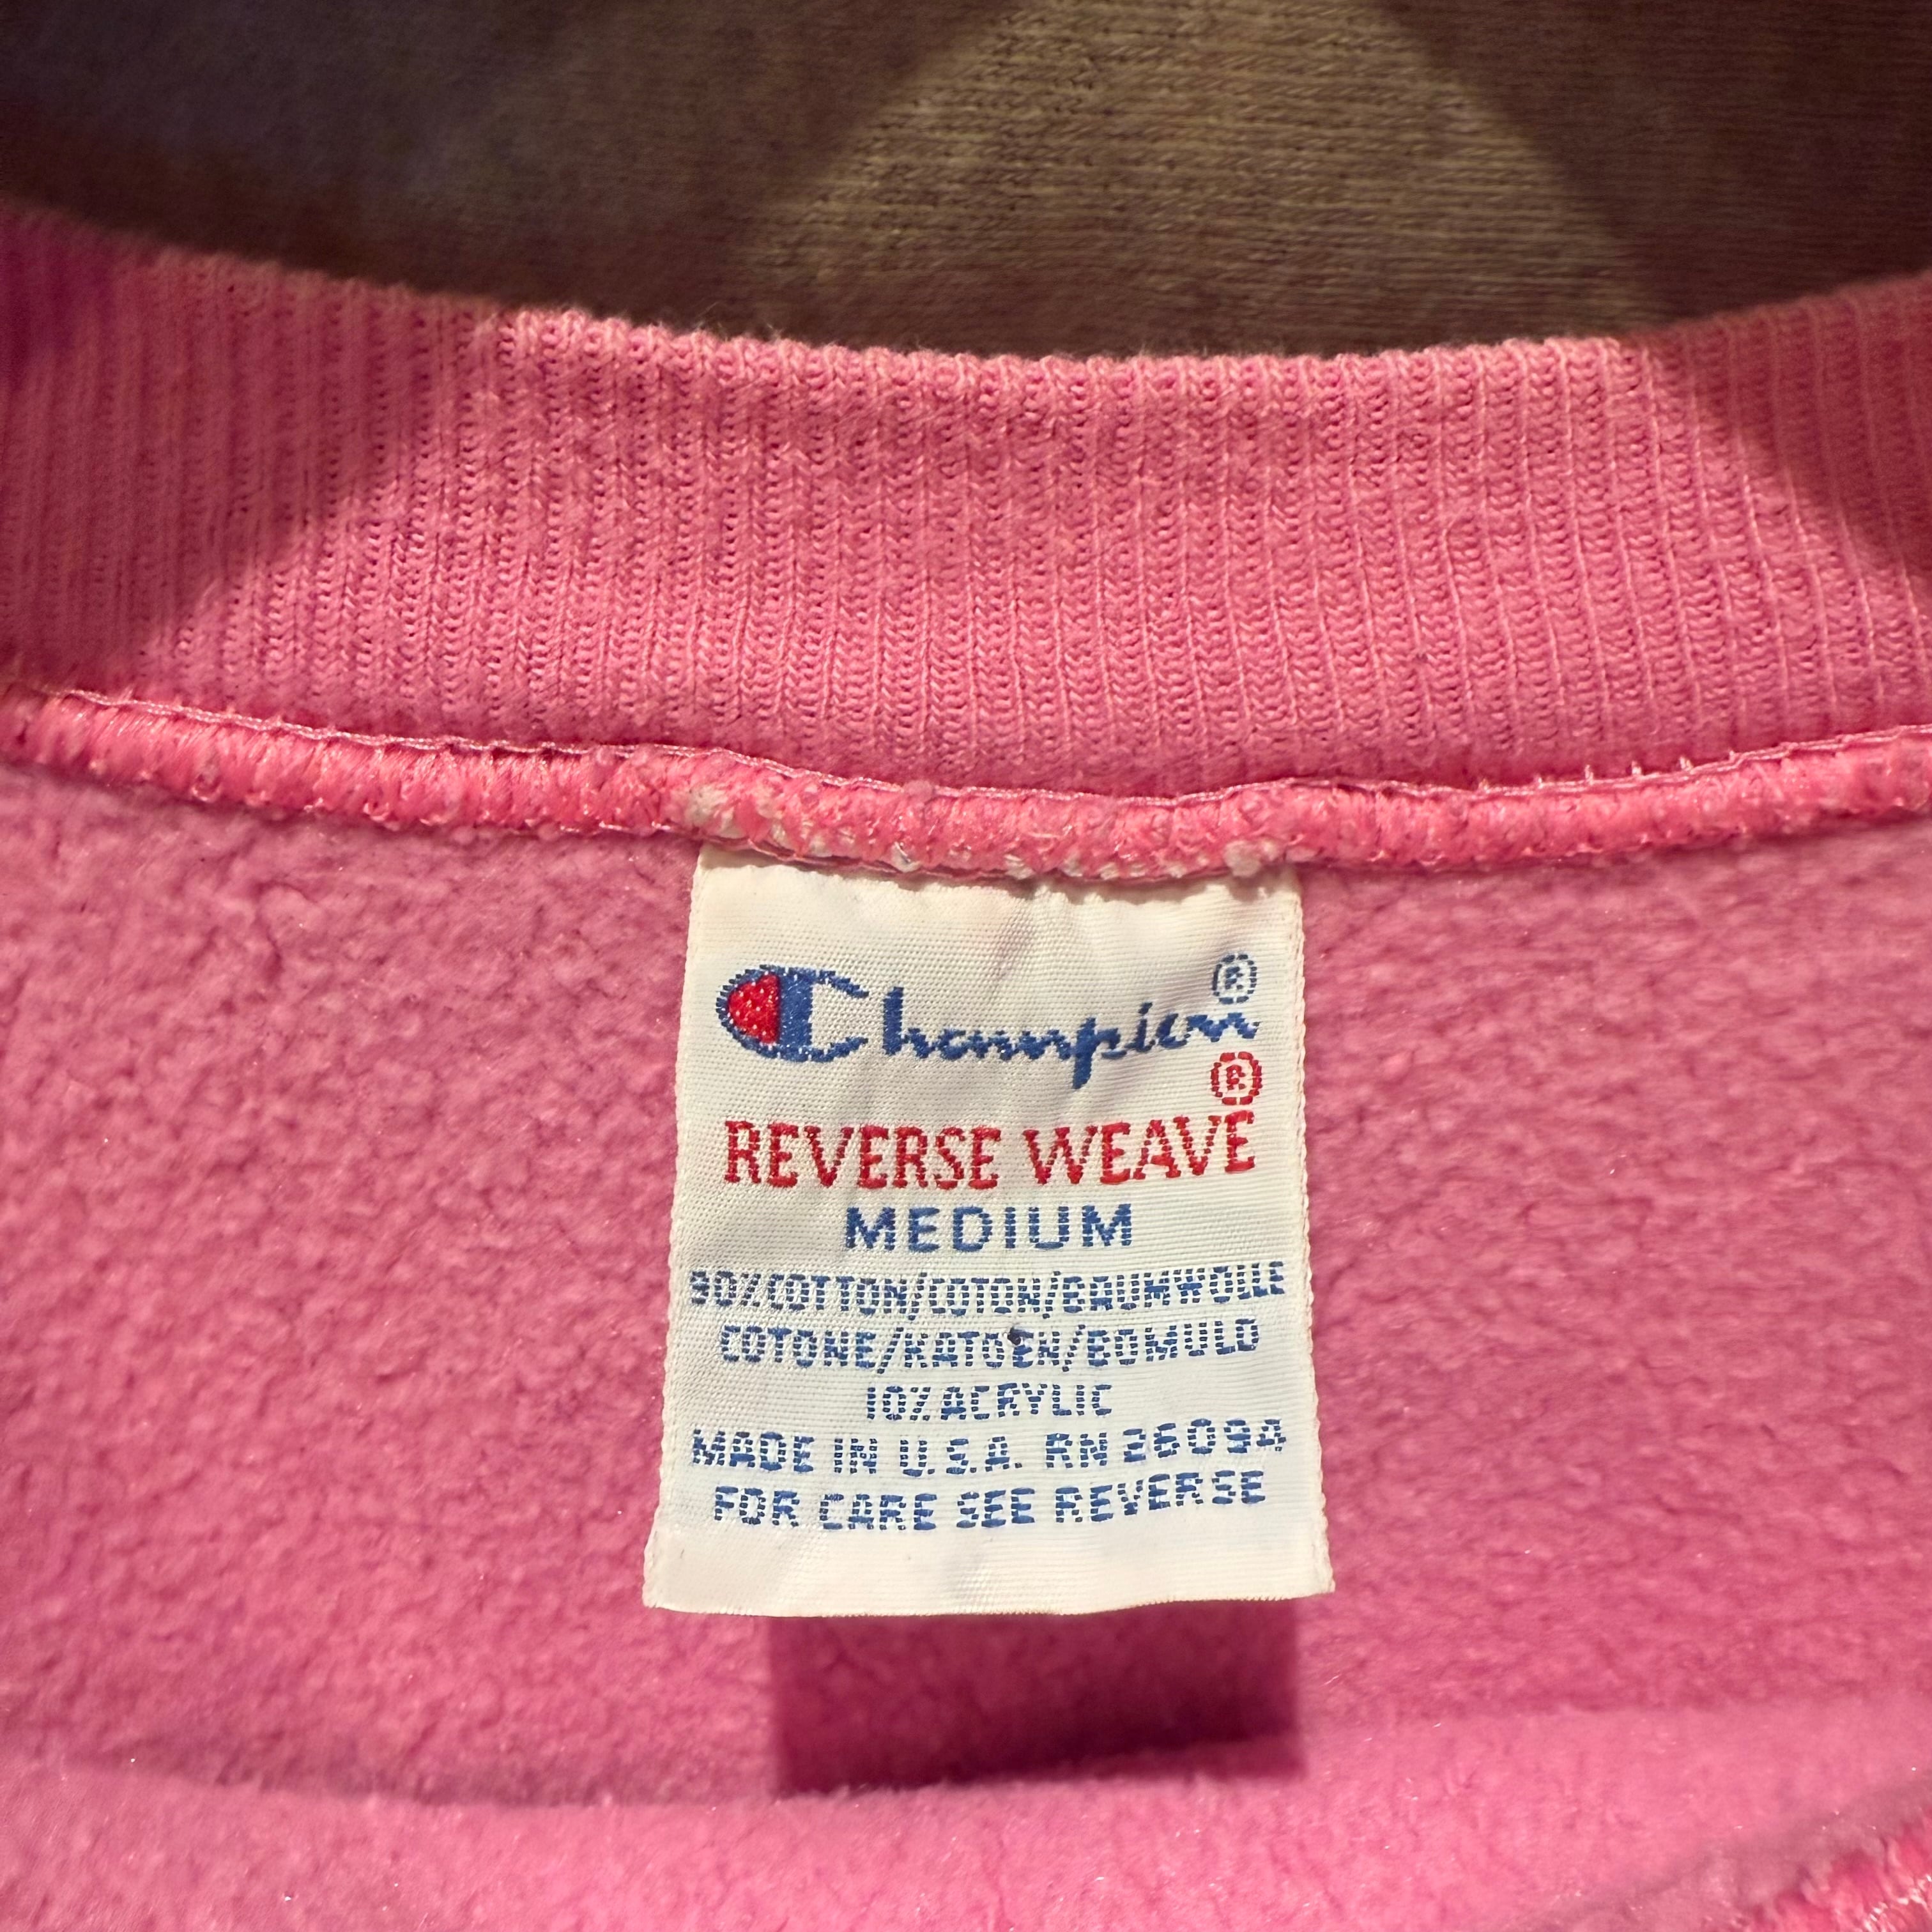 Champion®
REVERSE WEAVE®
MEDIUM
90%COTTON/COTON/BAUMWOLLE
COTONE/KATOEN/BOMULD
10%ACRYLIC
MADE IN U.S.A. RN 26094
FOR CARE SEE REVERSE